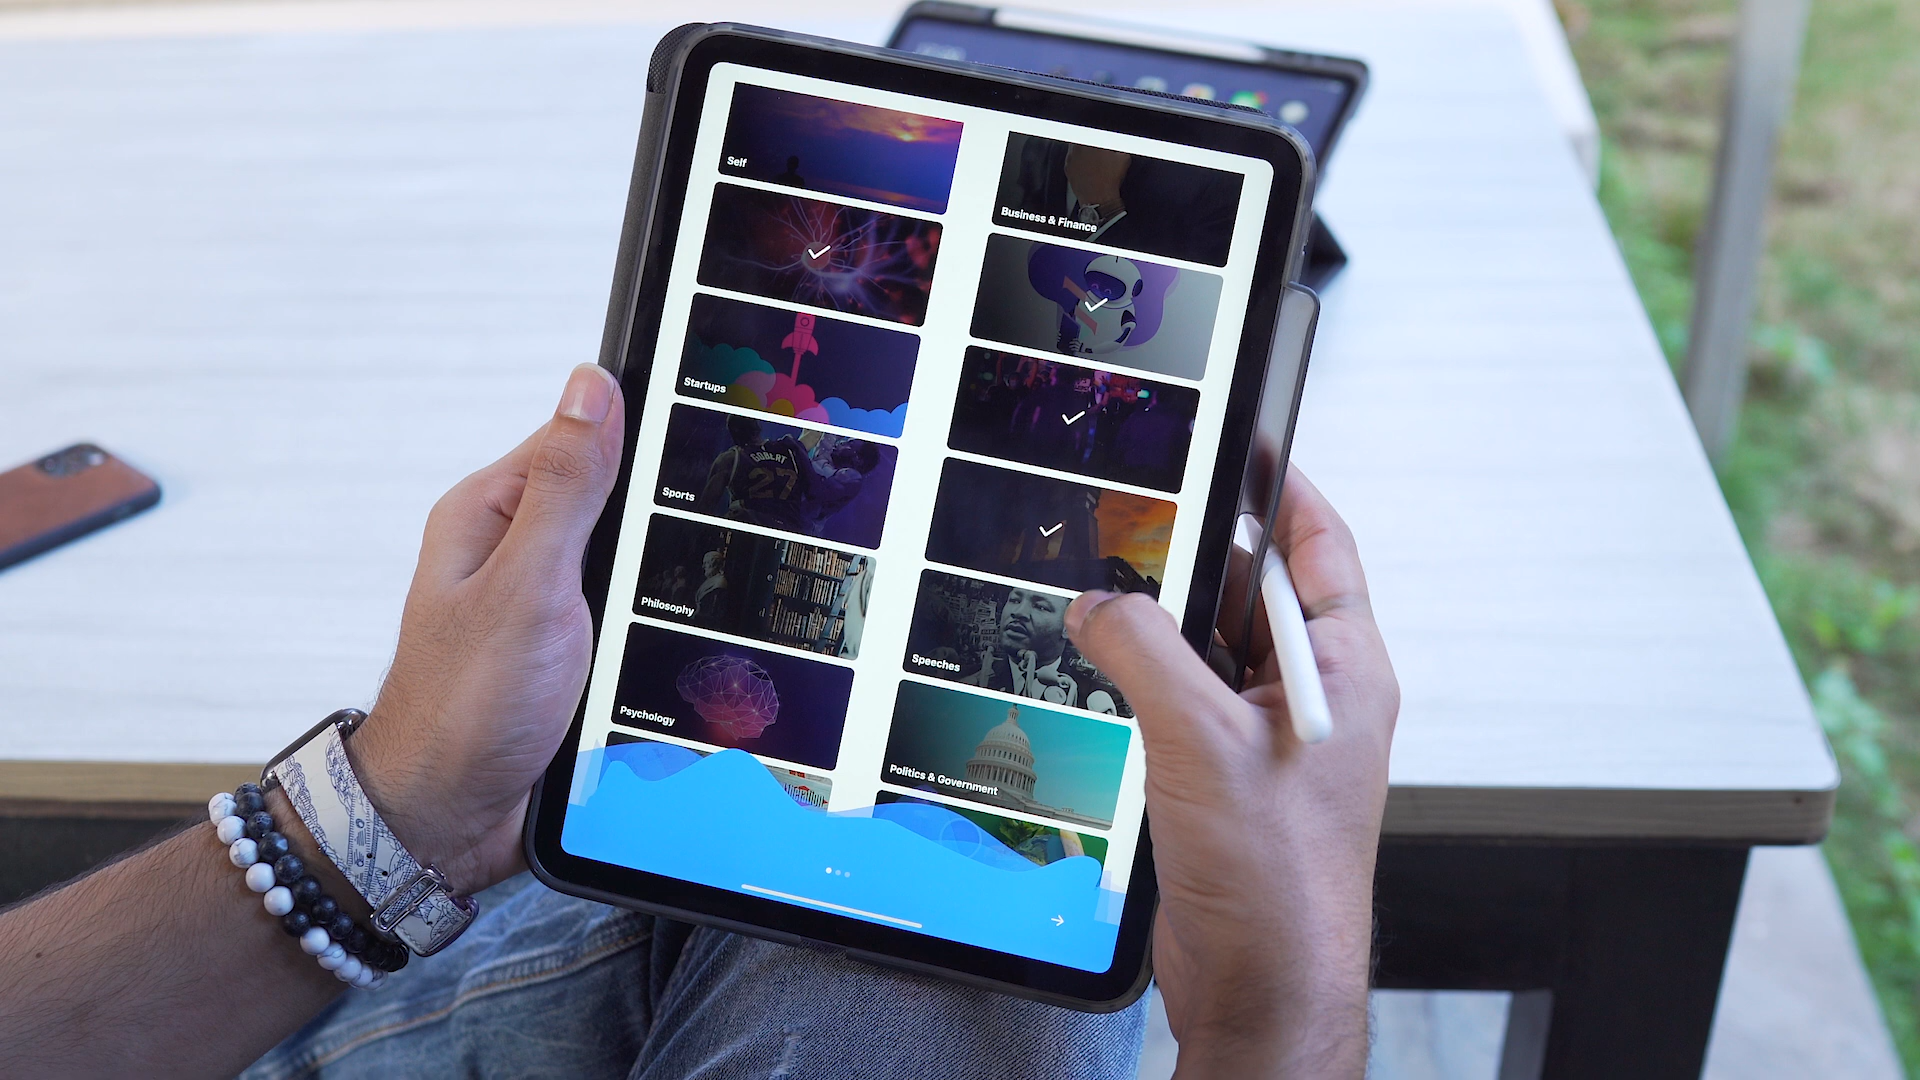 Self
Business & Finance
Startups
GOBERT
27
Sports
Philosophy
Speeches
Psychology
Politics & Government